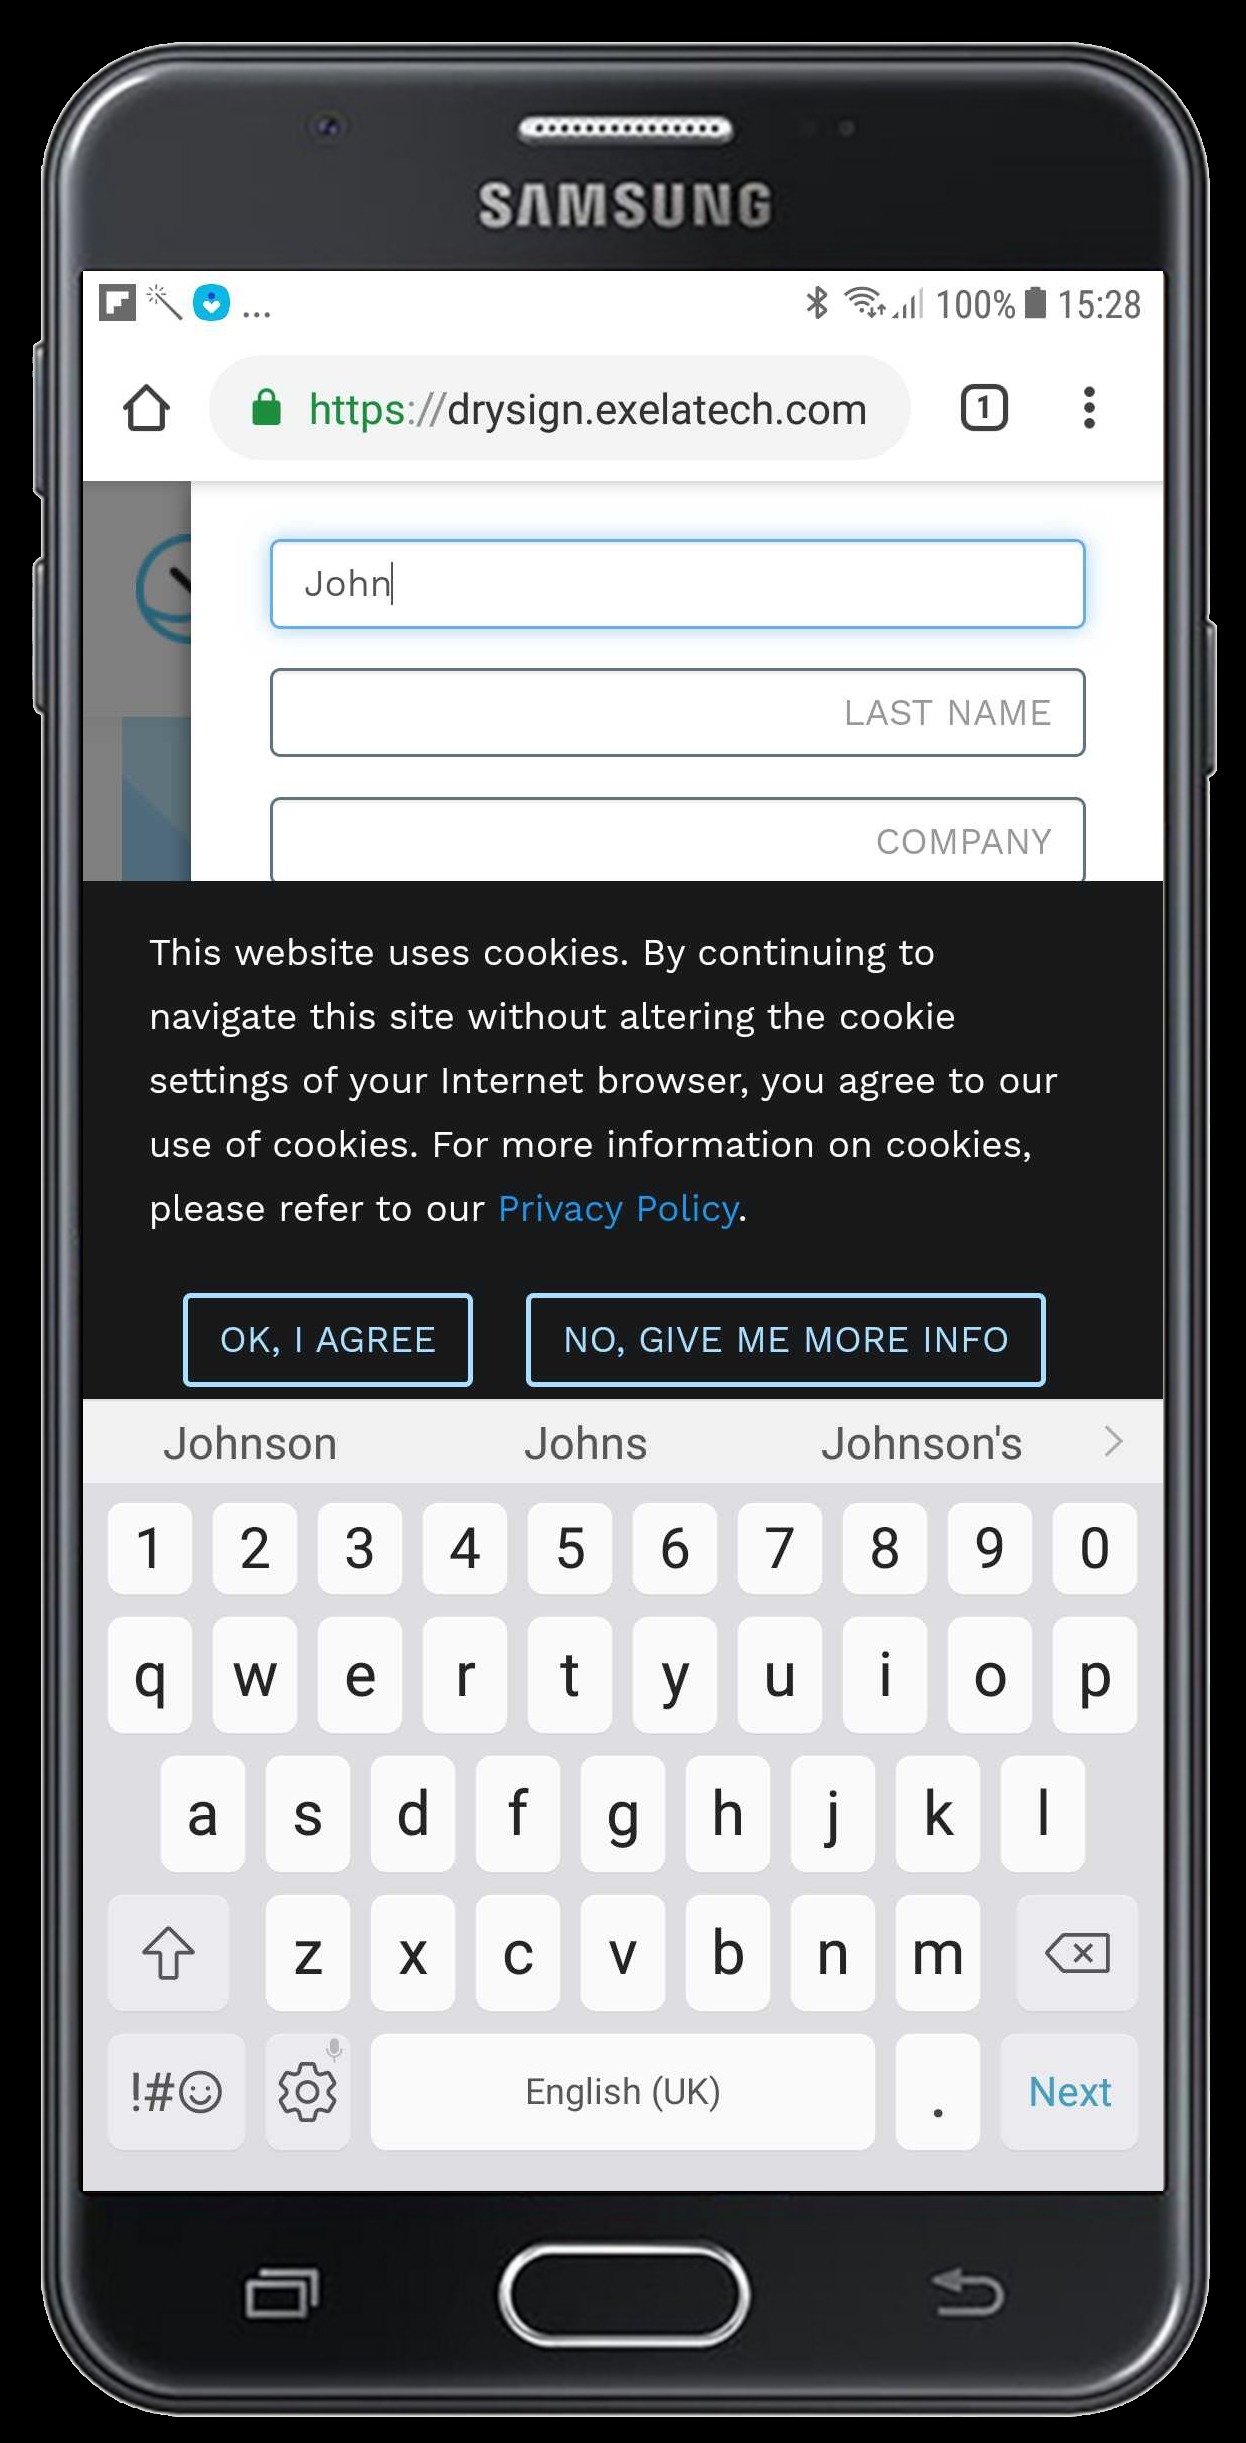 SAMSUNG
... 100% 15:28
https://drysign.exelatech.com 1
John
LAST NAME
COMPANY
This website uses cookies. By continuing to
navigate this site without altering the cookie
settings of your Internet browser, you agree to our
use of cookies. For more information on cookies,
please refer to our Privacy Policy.
OK, I AGREE NO, GIVE ME MORE INFO
Johnson Johns Johnson's
1 2 3 4 5 6 7 8 9 0
q w e r t y u i o p
a s d f g h j k l
z x c v b n m
!#☺ English (UK) . Next